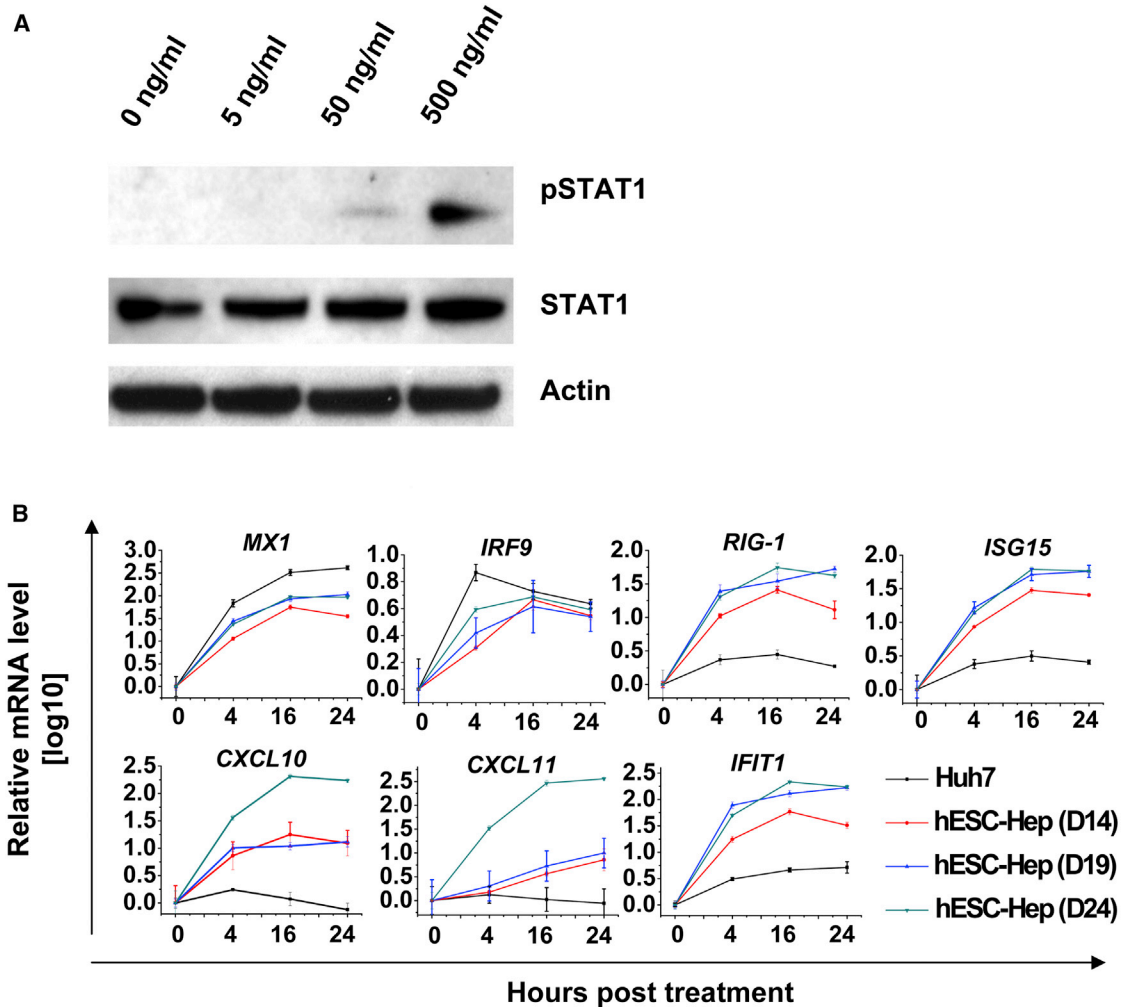 A
0 ng/ml 5 ng/ml 50 ng/ml 500 ng/ml
pSTAT1
STAT1
Actin
B
Relative mRNA level
[log10]
MX1
3.0
2.5
2.0
1.5
1.0
0.5
0.0
0 4 16 24
IRF9
1.0
0.8
0.6
0.4
0.2
0.0
0 4 16 24
RIG-1
2.0
1.5
1.0
0.5
0.0
0 4 16 24
ISG15
2.0
1.5
1.0
0.5
0.0
0 4 16 24
CXCL10
2.5
2.0
1.5
1.0
0.5
0.0
0 4 16 24
CXCL11
2.5
2.0
1.5
1.0
0.5
0.0
0 4 16 24
IFIT1
2.5
2.0
1.5
1.0
0.5
0.0
0 4 16 24
Huh7
hESC-Hep (D14)
hESC-Hep (D19)
hESC-Hep (D24)
Hours post treatment